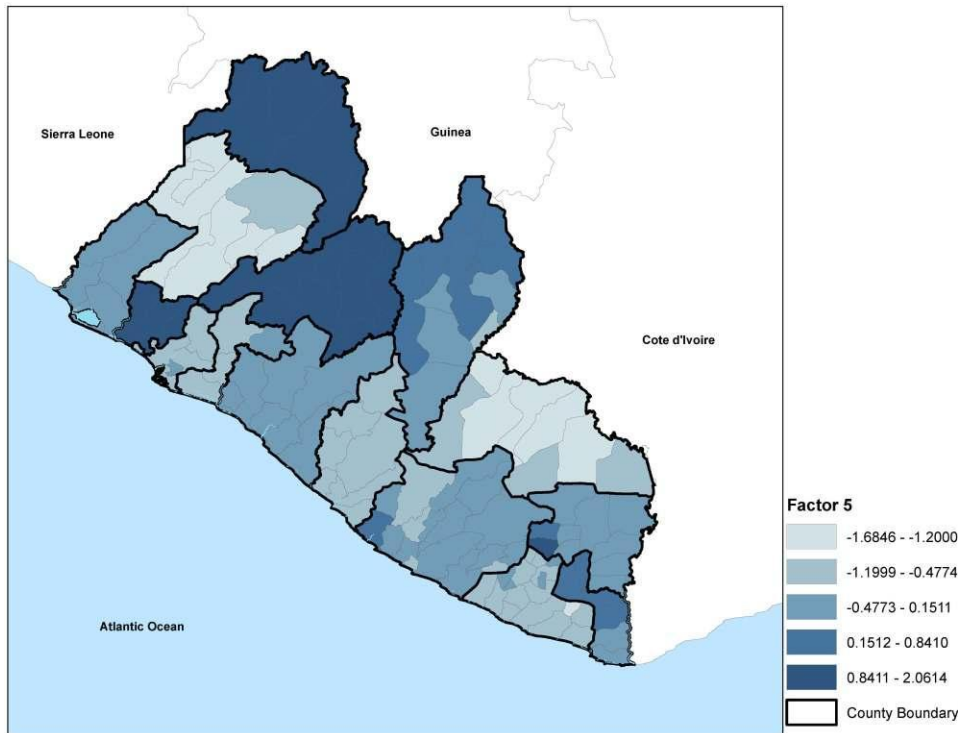 Sierra Leone
Guinea
Cote d'Ivoire
Atlantic Ocean
Factor 5
-1.6846 - -1.2000
-1.1999 - -0.4774
-0.4773 - 0.1511
0.1512 - 0.8410
0.8411 - 2.0614
County Boundary